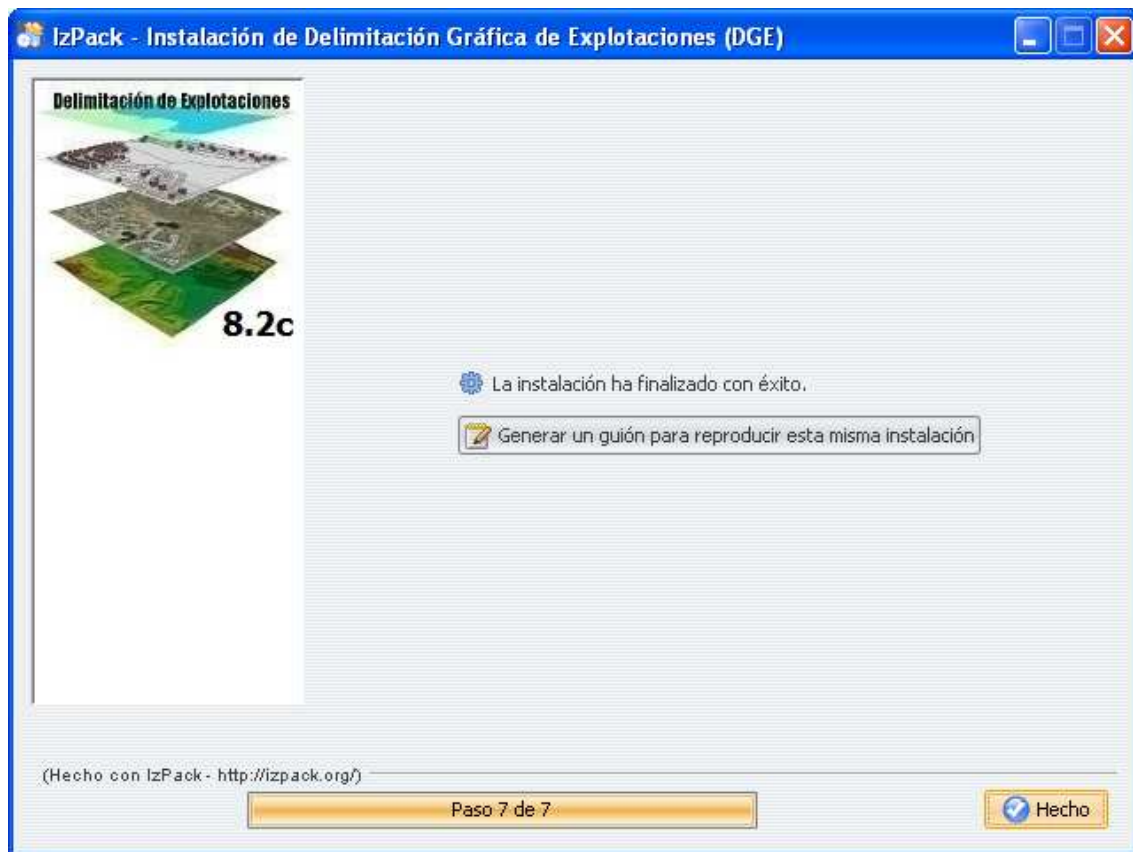 IzPack - Instalación de Delimitación Gráfica de Explotaciones (DGE)
Delimitación de Explotaciones
8.2c
La instalación ha finalizado con éxito.
Generar un guión para reproducir esta misma instalación
(Hecho con IzPack - http://izpack.org/)
Paso 7 de 7
Hecho